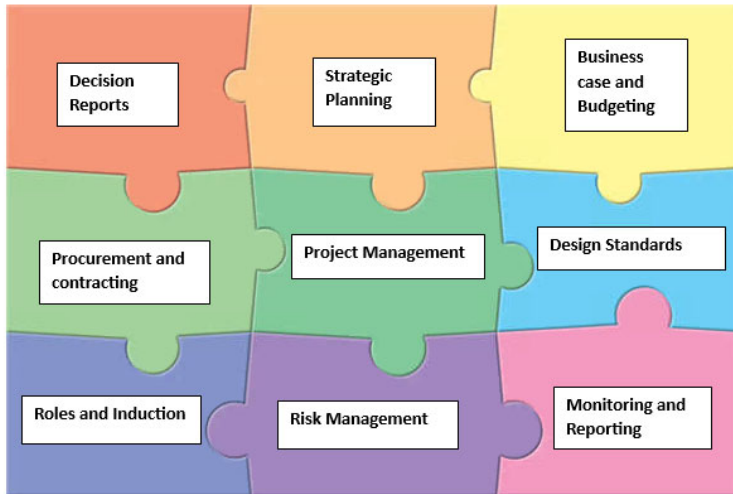 Decision
Reports
Strategic
Planning
Business
case and
Budgeting
Procurement and
contracting
Project Management
Design Standards
Roles and Induction
Risk Management
Monitoring and
Reporting